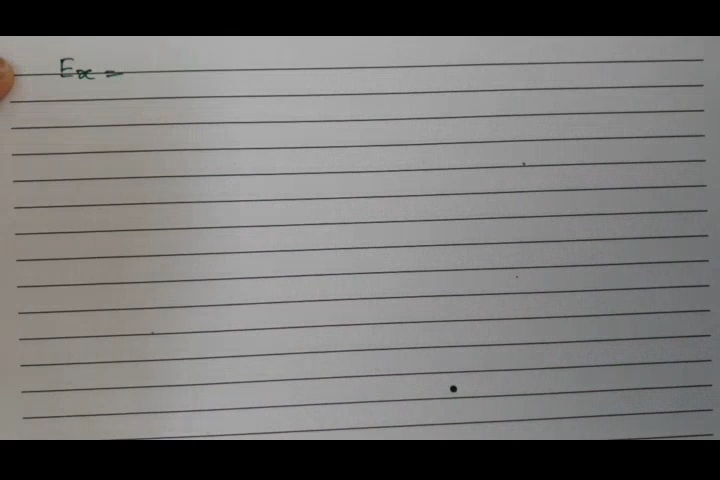 Ex =